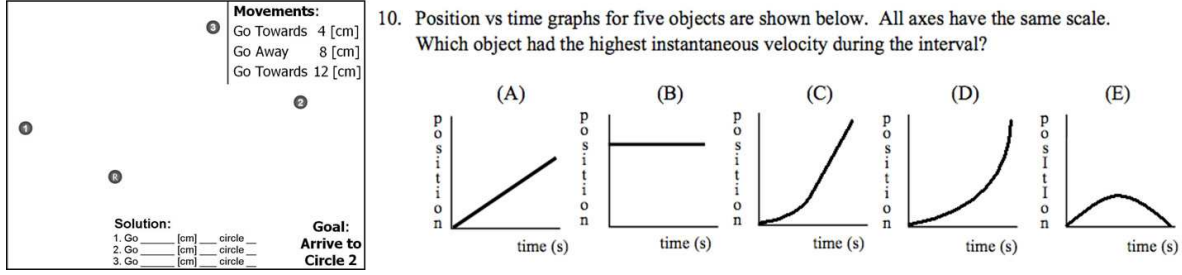 Movements:
Go Towards 4 [cm]
Go Away 8 [cm]
Go Towards 12 [cm]
3
2
1
R
Solution:
1. Go ____ [cm] ___ circle __
2. Go ____ [cm] ___ circle __
3. Go ____ [cm] ___ circle __
Goal:
Arrive to
Circle 2
10. Position vs time graphs for five objects are shown below. All axes have the same scale.
Which object had the highest instantaneous velocity during the interval?
(A) (B) (C) (D) (E)
position
position
position
position
posItIon
time (s) time (s) time (s) time (s) time (s)